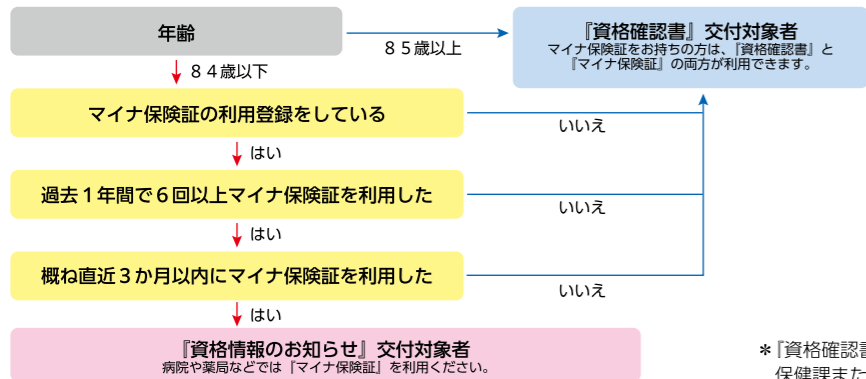 年齢
85歳以上
『資格確認書』交付対象者
マイナ保険証をお持ちの方は、『資格確認書』と
『マイナ保険証』の両方が利用できます。
84歳以下
マイナ保険証の利用登録をしている
いいえ
はい
過去1年間で6回以上マイナ保険証を利用した
いいえ
はい
概ね直近3か月以内にマイナ保険証を利用した
いいえ
はい
『資格情報のお知らせ』交付対象者
病院や薬局などでは『マイナ保険証』を利用ください。
*『資格確認書
保健課また